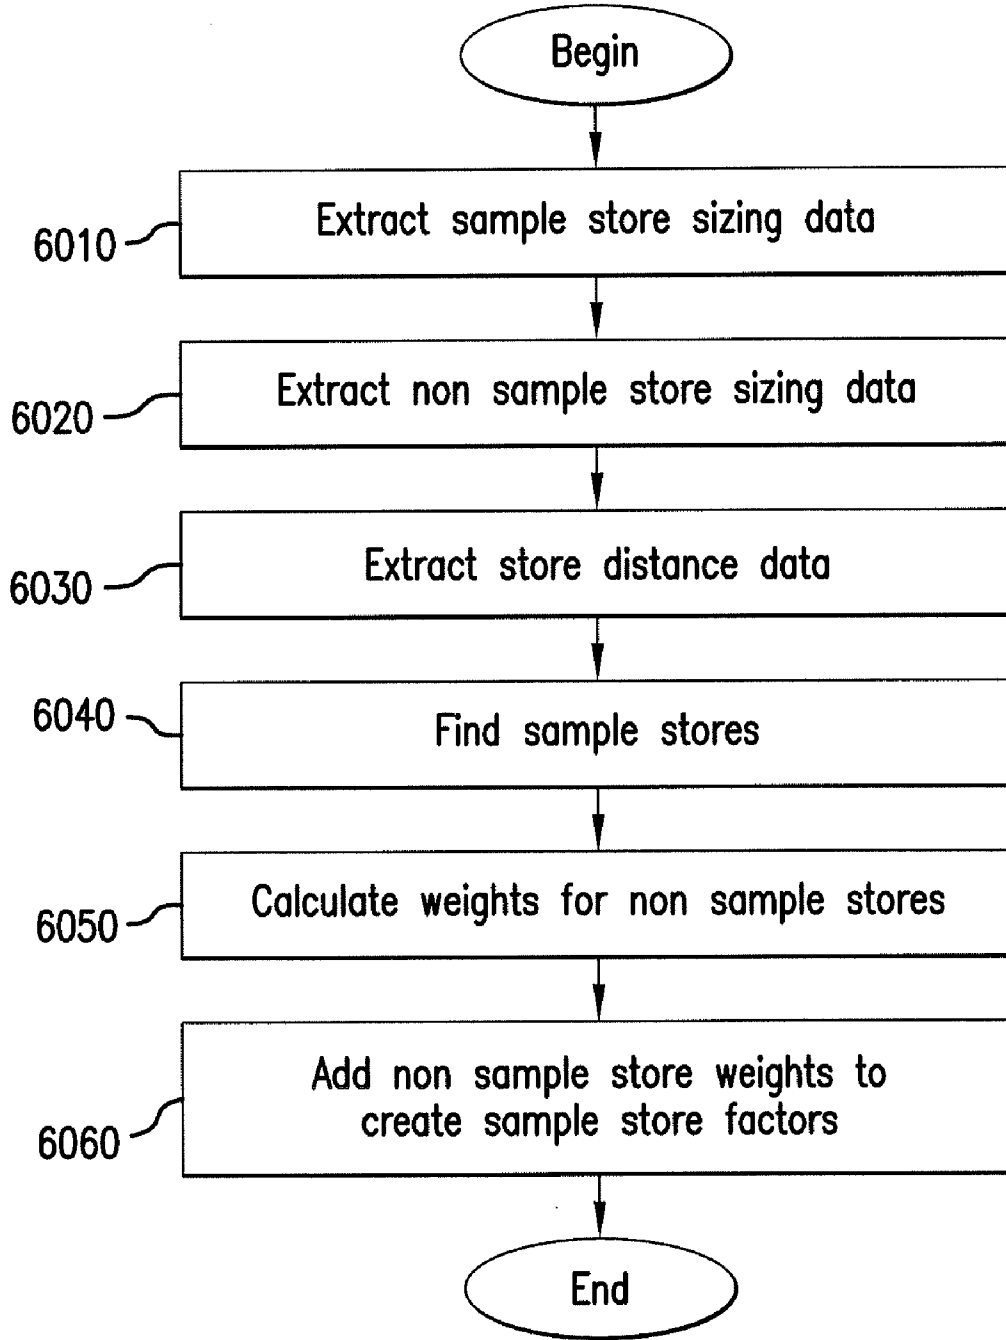 Begin
Extract sample store sizing data
6010
Extract non sample store sizing data
6020
Extract store distance data
6030
Find sample stores
6040
Calculate weights for non sample stores
6050
Add non sample store weights to
create sample store factors
6060
End